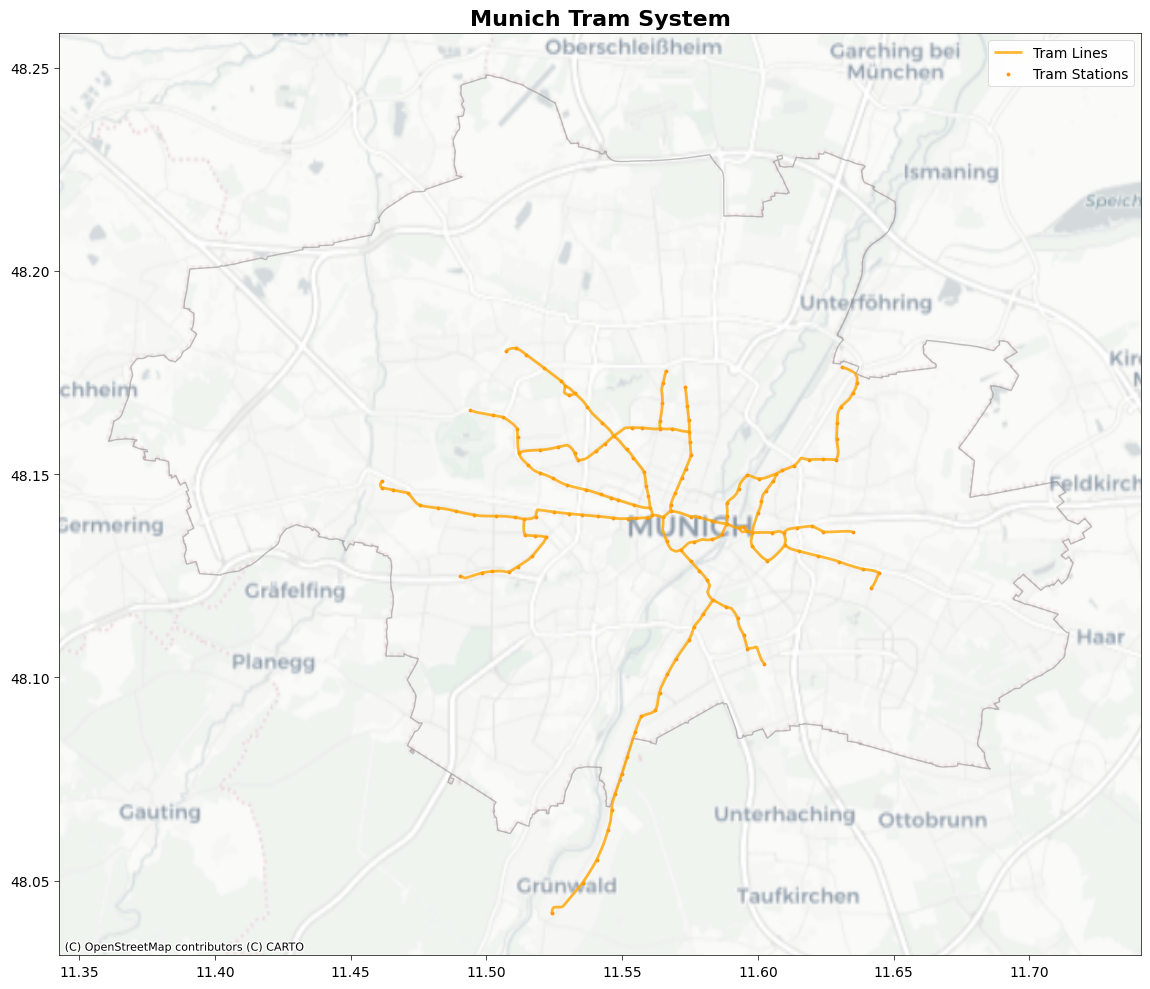 Munich Tram System
Tram Lines
Tram Stations
Oberschleißheim
Garching bei
München
Ismaning
Speich
Unterföhring
chheim
Feldkirch
MUNICH
Germering
Gräfelfing
Haar
Planegg
Gauting
Unterhaching
Ottobrunn
Grünwald
Taufkirchen
(C) OpenStreetMap contributors (C) CARTO
48.25
48.20
48.15
48.10
48.05
11.35 11.40 11.45 11.50 11.55 11.60 11.65 11.70